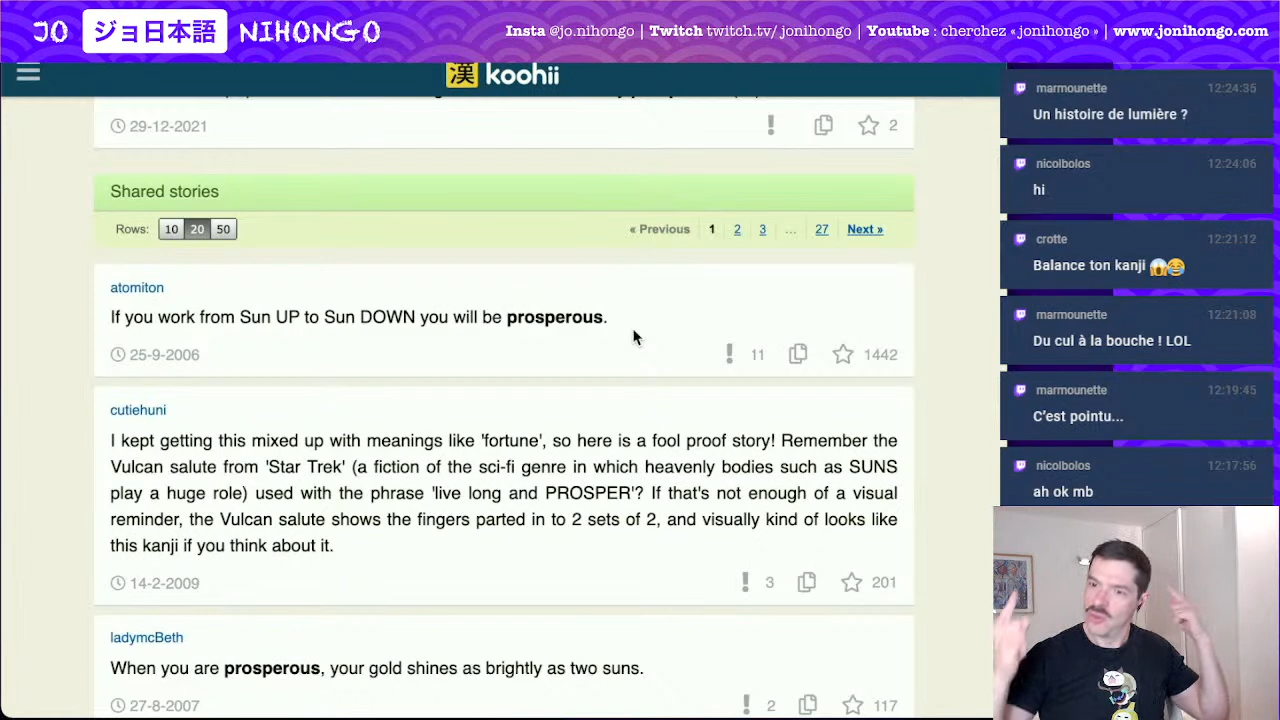 JO ジョ日本語 NIHONGO
Insta @jo.nihongo | Twitch twitch.tv/ jonihongo | Youtube : cherchez « jonihongo » | www.jonihongo.com
漢 koohii
29-12-2021
2
Shared stories
Rows: 10 20 50
« Previous 1 2 3 ... 27 Next »
atomiton
If you work from Sun UP to Sun DOWN you will be prosperous.
25-9-2006
11 1442
cutiehuni
I kept getting this mixed up with meanings like 'fortune', so here is a fool proof story! Remember the
Vulcan salute from 'Star Trek' (a fiction of the sci-fi genre in which heavenly bodies such as SUNS
play a huge role) used with the phrase 'live long and PROSPER'? If that's not enough of a visual
reminder, the Vulcan salute shows the fingers parted in to 2 sets of 2, and visually kind of looks like
this kanji if you think about it.
14-2-2009
3 201
ladymcBeth
When you are prosperous, your gold shines as brightly as two suns.
27-8-2007
2 117
marmounette 12:24:35
Un histoire de lumière ?
nicolbolos 12:24:06
hi
crotte 12:21:12
Balance ton kanji 😱😂
marmounette 12:21:08
Du cul à la bouche ! LOL
marmounette 12:19:45
C'est pointu...
nicolbolos 12:17:56
ah ok mb